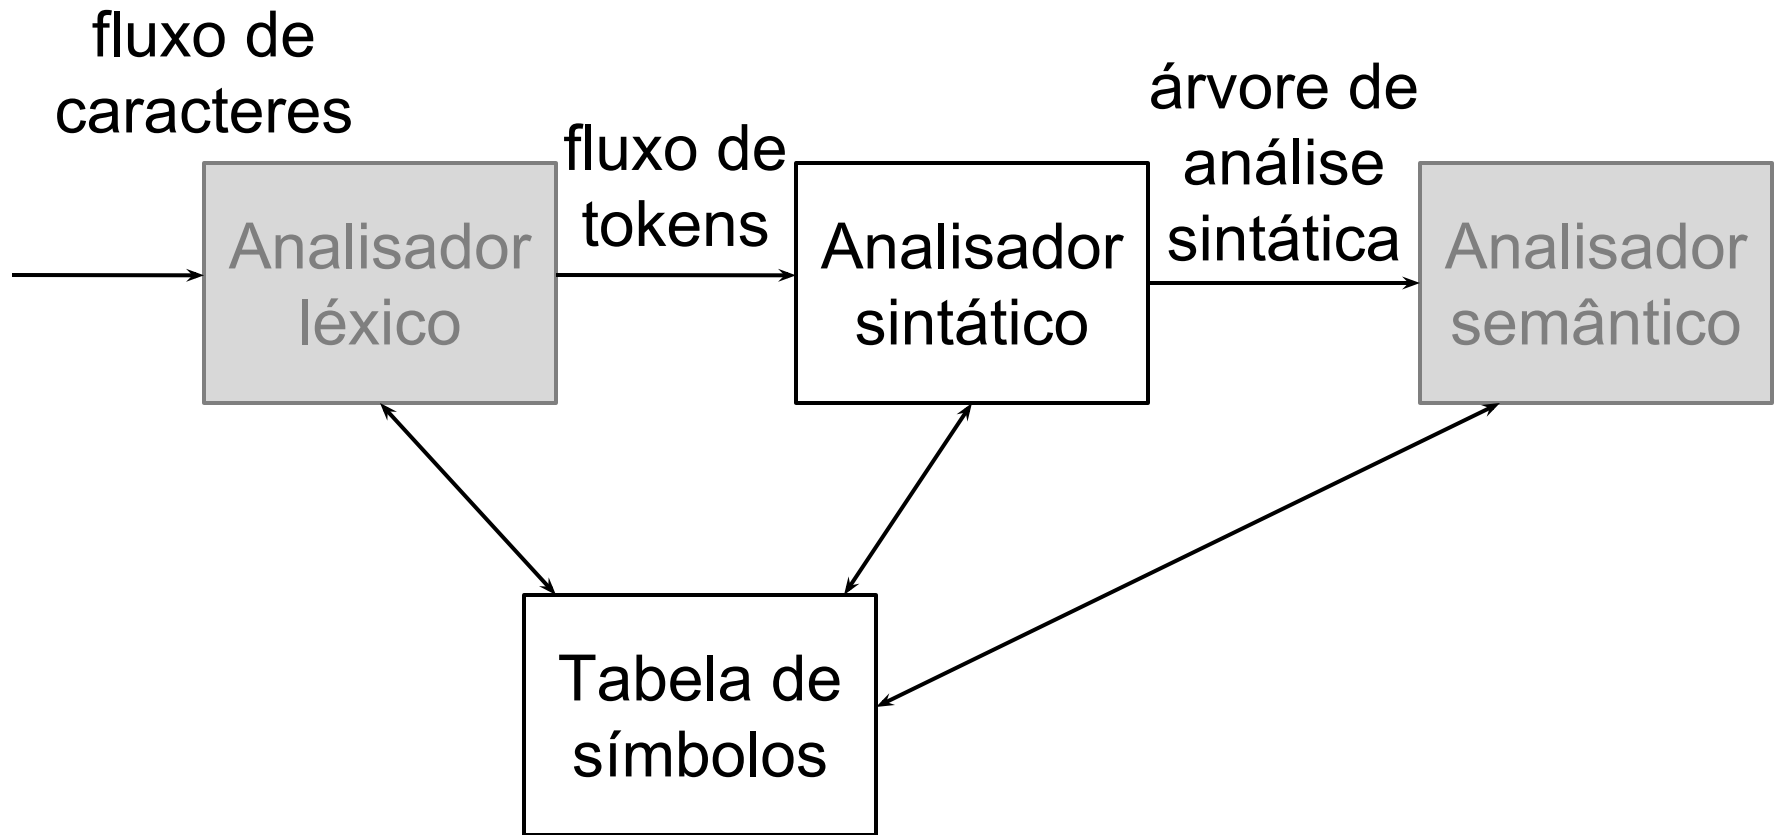 fluxo de
caracteres
Analisador
léxico
fluxo de
tokens
Analisador
sintático
árvore de
análise
sintática
Analisador
semântico
Tabela de
símbolos